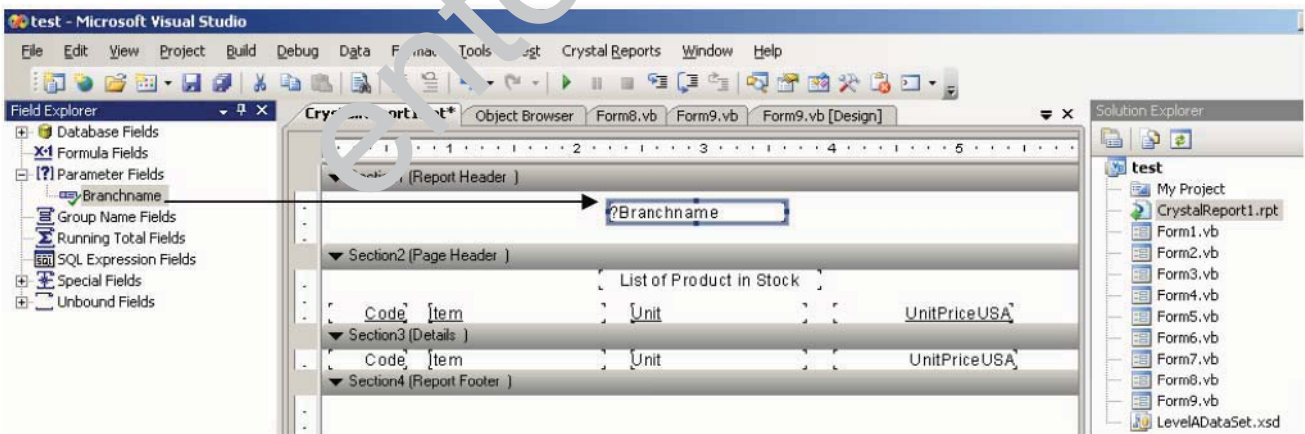 test - Microsoft Visual Studio
File Edit View Project Build Debug Data Tools Crystal Reports Window Help
Field Explorer
Database Fields
Formula Fields
[?] Parameter Fields
Branchname
Group Name Fields
Running Total Fields
SQL Expression Fields
Special Fields
Unbound Fields
Object Browser Form8.vb Form9.vb Form9.vb [Design]
1 2 3 4 5
(Report Header )
?Branchname
Section2 (Page Header )
List of Product in Stock
Code Item Unit UnitPriceUSA
Section3 (Details )
Code Item Unit UnitPriceUSA
Section4 (Report Footer )
Solution Explorer
test
My Project
CrystalReport1.rpt
Form1.vb
Form2.vb
Form3.vb
Form4.vb
Form5.vb
Form6.vb
Form7.vb
Form8.vb
Form9.vb
LevelADataSet.xsd